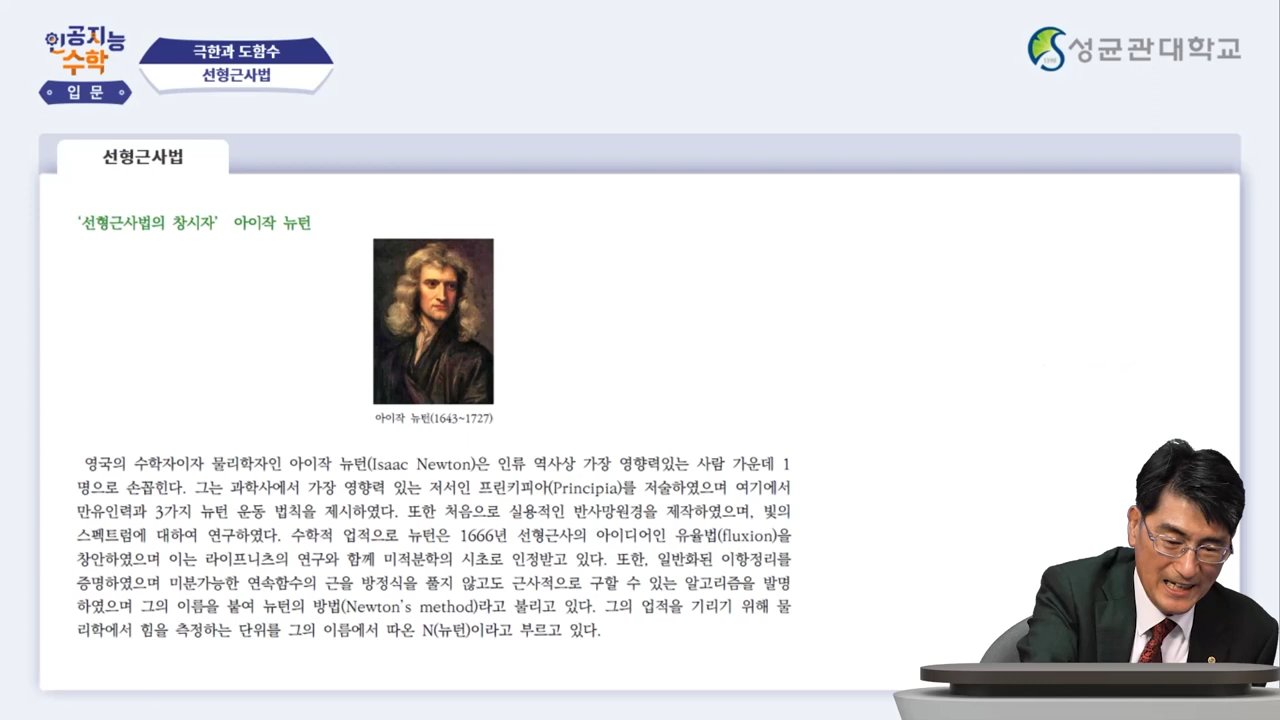 인공지능
수학
입문
극한과 도함수
선형근사법
성균관대학교
선형근사법
‘선형근사법의 창시자’ 아이작 뉴턴
아이작 뉴턴(1643~1727)
영국의 수학자이자 물리학자인 아이작 뉴턴(Isaac Newton)은 인류 역사상 가장 영향력있는 사람 가운데 1
명으로 손꼽힌다. 그는 과학사에서 가장 영향력 있는 저서인 프린키피아(Principia)를 저술하였으며 여기에서
만유인력과 3가지 뉴턴 운동 법칙을 제시하였다. 또한 처음으로 실용적인 반사망원경을 제작하였으며, 빛의
스펙트럼에 대하여 연구하였다. 수학적 업적으로 뉴턴은 1666년 선형근사의 아이디어인 유율법(fluxion)을
창안하였으며 이는 라이프니츠의 연구와 함께 미적분학의 시초로 인정받고 있다. 또한, 일반화된 이항정리를
증명하였으며 미분가능한 연속함수의 근을 방정식을 풀지 않고도 근사적으로 구할 수 있는 알고리즘을 발명
하였으며 그의 이름을 붙여 뉴턴의 방법(Newton's method)라고 불리고 있다. 그의 업적을 기리기 위해 물
리학에서 힘을 측정하는 단위를 그의 이름에서 따온 N(뉴턴)이라고 부르고 있다.